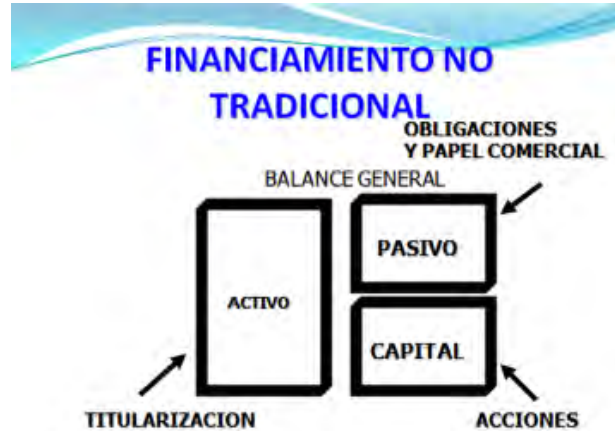 FINANCIAMIENTO NO
TRADICIONAL
OBLIGACIONES
Y PAPEL COMERCIAL
BALANCE GENERAL
PASIVO
ACTIVO
CAPITAL
TITULARIZACION
ACCIONES